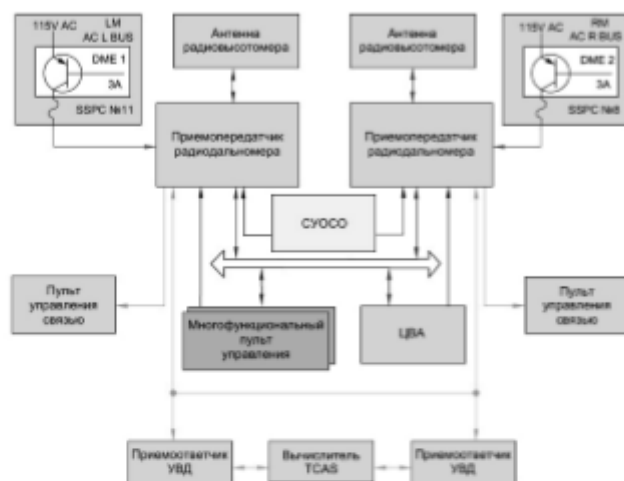 115V AC
LM
AC L BUS
DME 1
3A
SSPC №11
Антенна
радиовысотомера
Антенна
радиовысотомера
115V AC
RM
AC R BUS
DME 2
3A
SSPC №8
Приемопередатчик
радиодальномера
Приемопередатчик
радиодальномера
СУОСО
Пульт
управления
связью
Многофункциональный
пульт
управления
ЦВА
Пульт
управления
связью
Приемоответчик
УВД
Вычислитель
TCAS
Приемоответчик
УВД